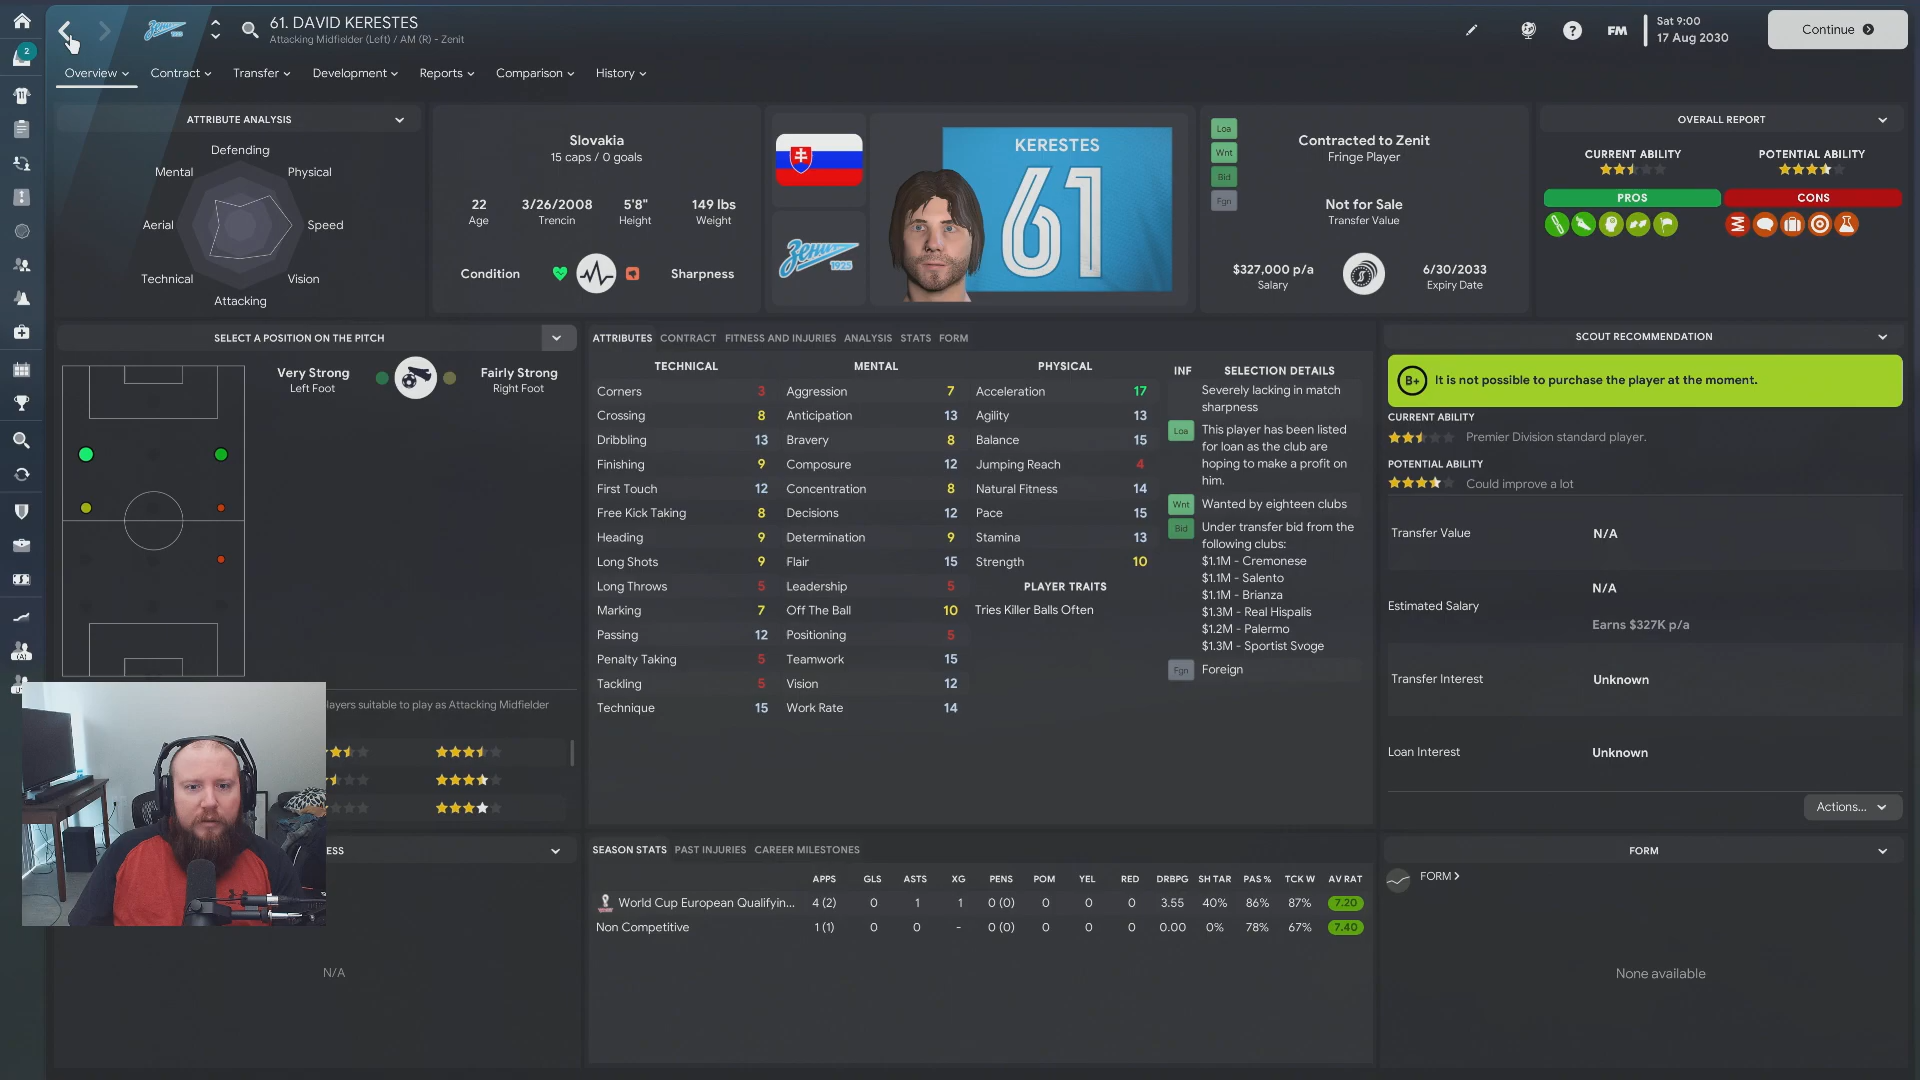 61. DAVID KERESTES
Attacking Midfielder (Left) / AM (R) - Zenit
2
FM
Sat 9:00
17 Aug 2030
Continue
Overview
Contract
Transfer
Development
Reports
Comparison
History
ATTRIBUTE ANALYSIS
Defending
Mental
Physical
Aerial
Speed
Technical
Vision
Attacking
Slovakia
15 caps / 0 goals
22
Age
3/26/2008
Trencin
5'8"
Height
149 lbs
Weight
Condition
Sharpness
Зенит
1925
KERESTES
61
Loa
Wnt
Bid
Fgn
Contracted to Zenit
Fringe Player
Not for Sale
Transfer Value
$327,000 p/a
Salary
6/30/2033
Expiry Date
OVERALL REPORT
CURRENT ABILITY
POTENTIAL ABILITY
PROS
CONS
SELECT A POSITION ON THE PITCH
Very Strong
Left Foot
Fairly Strong
Right Foot
layers suitable to play as Attacking Midfielder
ESS
N/A
ATTRIBUTES CONTRACT FITNESS AND INJURIES ANALYSIS STATS FORM
TECHNICAL
Corners 3
Crossing 8
Dribbling 13
Finishing 9
First Touch 12
Free Kick Taking 8
Heading 9
Long Shots 9
Long Throws 5
Marking 7
Passing 12
Penalty Taking 5
Tackling 5
Technique 15
MENTAL
Aggression 7
Anticipation 13
Bravery 8
Composure 12
Concentration 8
Decisions 12
Determination 9
Flair 15
Leadership 5
Off The Ball 10
Positioning 5
Teamwork 15
Vision 12
Work Rate 14
PHYSICAL
Acceleration 17
Agility 13
Balance 15
Jumping Reach 4
Natural Fitness 14
Pace 15
Stamina 13
Strength 10
PLAYER TRAITS
Tries Killer Balls Often
INF SELECTION DETAILS
Severely lacking in match
sharpness
Loa This player has been listed
for loan as the club are
hoping to make a profit on
him.
Wnt Wanted by eighteen clubs
Bid Under transfer bid from the
following clubs:
$1.1M - Cremonese
$1.1M - Salento
$1.1M - Brianza
$1.3M - Real Hispalis
$1.2M - Palermo
$1.3M - Sportist Svoge
Fgn Foreign
SCOUT RECOMMENDATION
B+ It is not possible to purchase the player at the moment.
CURRENT ABILITY
Premier Division standard player.
POTENTIAL ABILITY
Could improve a lot
Transfer Value N/A
Estimated Salary N/A
Earns $327K p/a
Transfer Interest Unknown
Loan Interest Unknown
Actions...
SEASON STATS PAST INJURIES CAREER MILESTONES
APPS GLS ASTS XG PENS POM YEL RED DRBPG SH TAR PAS % TCK W AV RAT
World Cup European Qualifyin... 4 (2) 0 1 1 0 (0) 0 0 0 3.55 40% 86% 87% 7.20
Non Competitive 1 (1) 0 0 - 0 (0) 0 0 0 0.00 0% 78% 67% 7.40
FORM
FORM
None available